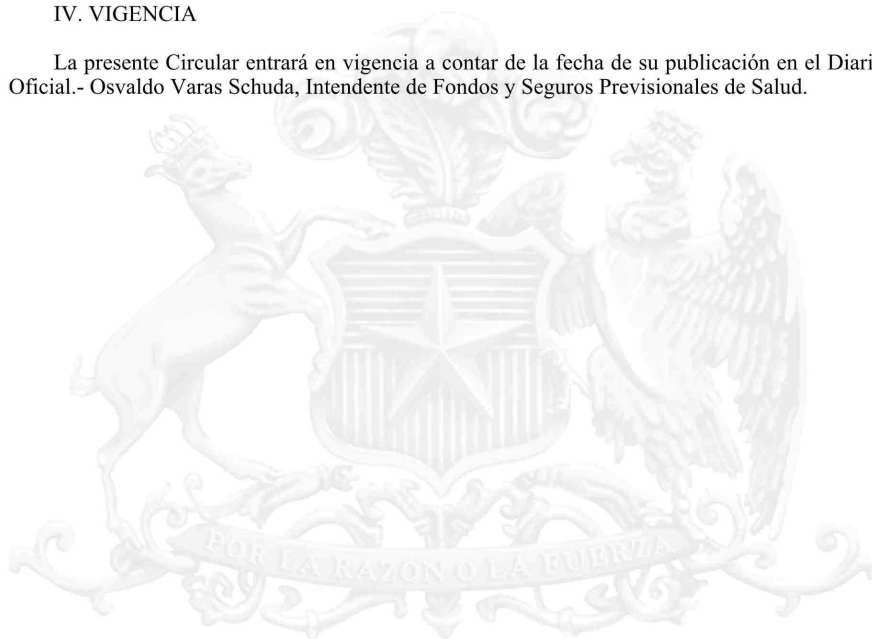 IV. VIGENCIA
La presente Circular entrará en vigencia a contar de la fecha de su publicación en el Diari
Oficial.- Osvaldo Varas Schuda, Intendente de Fondos y Seguros Previsionales de Salud.
POR LA RAZÓN O LA FUERZA